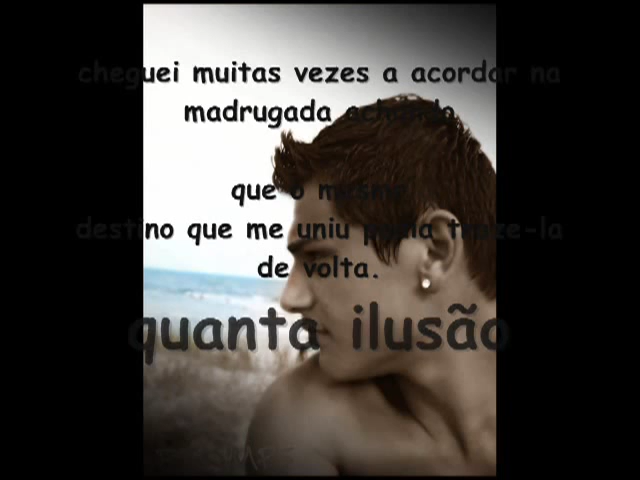 cheguei muitas vezes a acordar na
madrugada achando
que o mesmo
destino que me uniu podia traze-la
de volta.
quanta ilusão